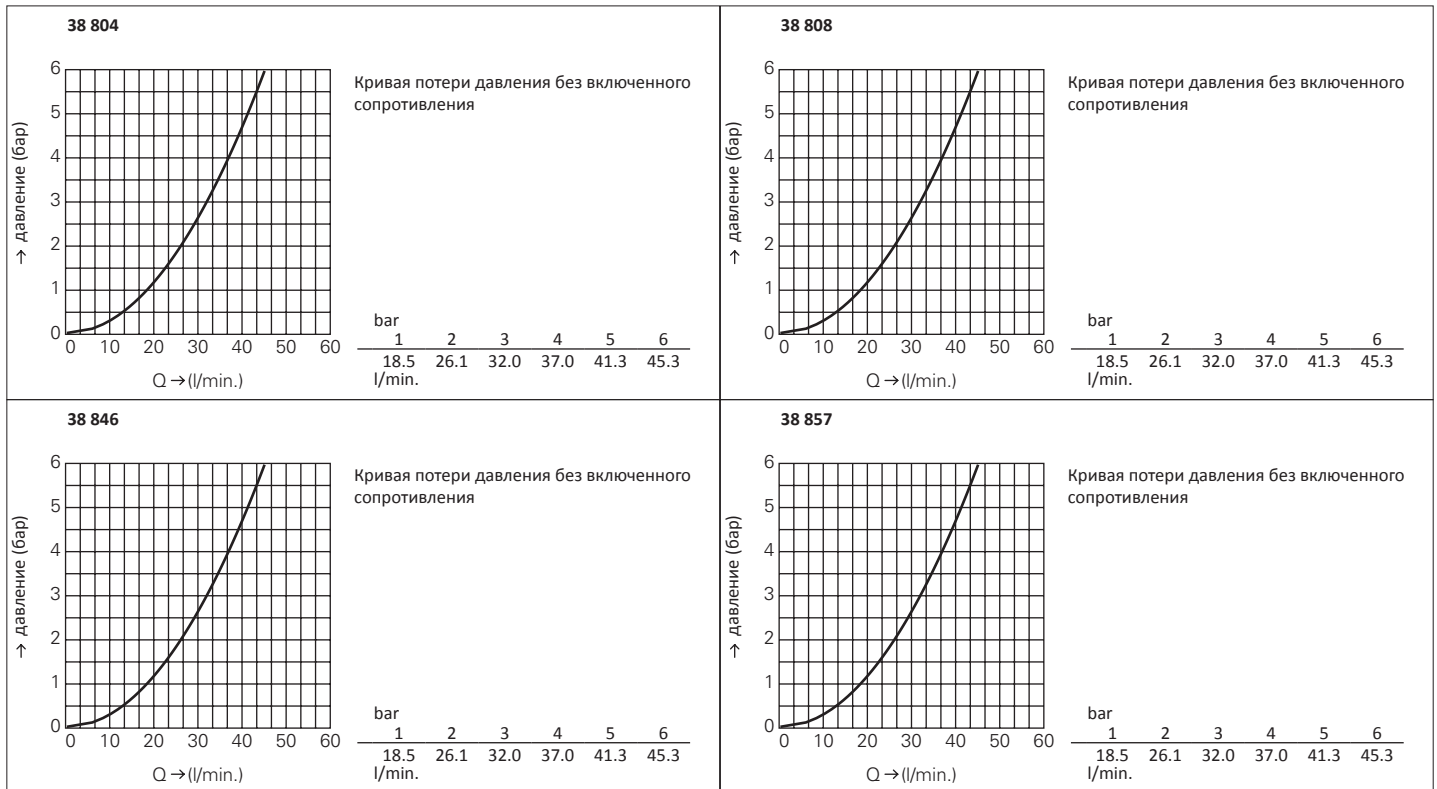 38 804
6
Кривая потери давления без включенного
сопротивления
5
4
3
2
1
0
→ давление (бар)
0 10 20 30 40 50 60
Q →(l/min.)
bar
1 2 3 4 5 6
18.5 26.1 32.0 37.0 41.3 45.3
l/min.
38 808
6
Кривая потери давления без включенного
сопротивления
5
4
3
2
1
0
→ давление (бар)
0 10 20 30 40 50 60
Q →(l/min.)
bar
1 2 3 4 5 6
18.5 26.1 32.0 37.0 41.3 45.3
l/min.
38 846
6
Кривая потери давления без включенного
сопротивления
5
4
3
2
1
0
→ давление (бар)
0 10 20 30 40 50 60
Q →(l/min.)
bar
1 2 3 4 5 6
18.5 26.1 32.0 37.0 41.3 45.3
l/min.
38 857
6
Кривая потери давления без включенного
сопротивления
5
4
3
2
1
0
→ давление (бар)
0 10 20 30 40 50 60
Q →(l/min.)
bar
1 2 3 4 5 6
18.5 26.1 32.0 37.0 41.3 45.3
l/min.